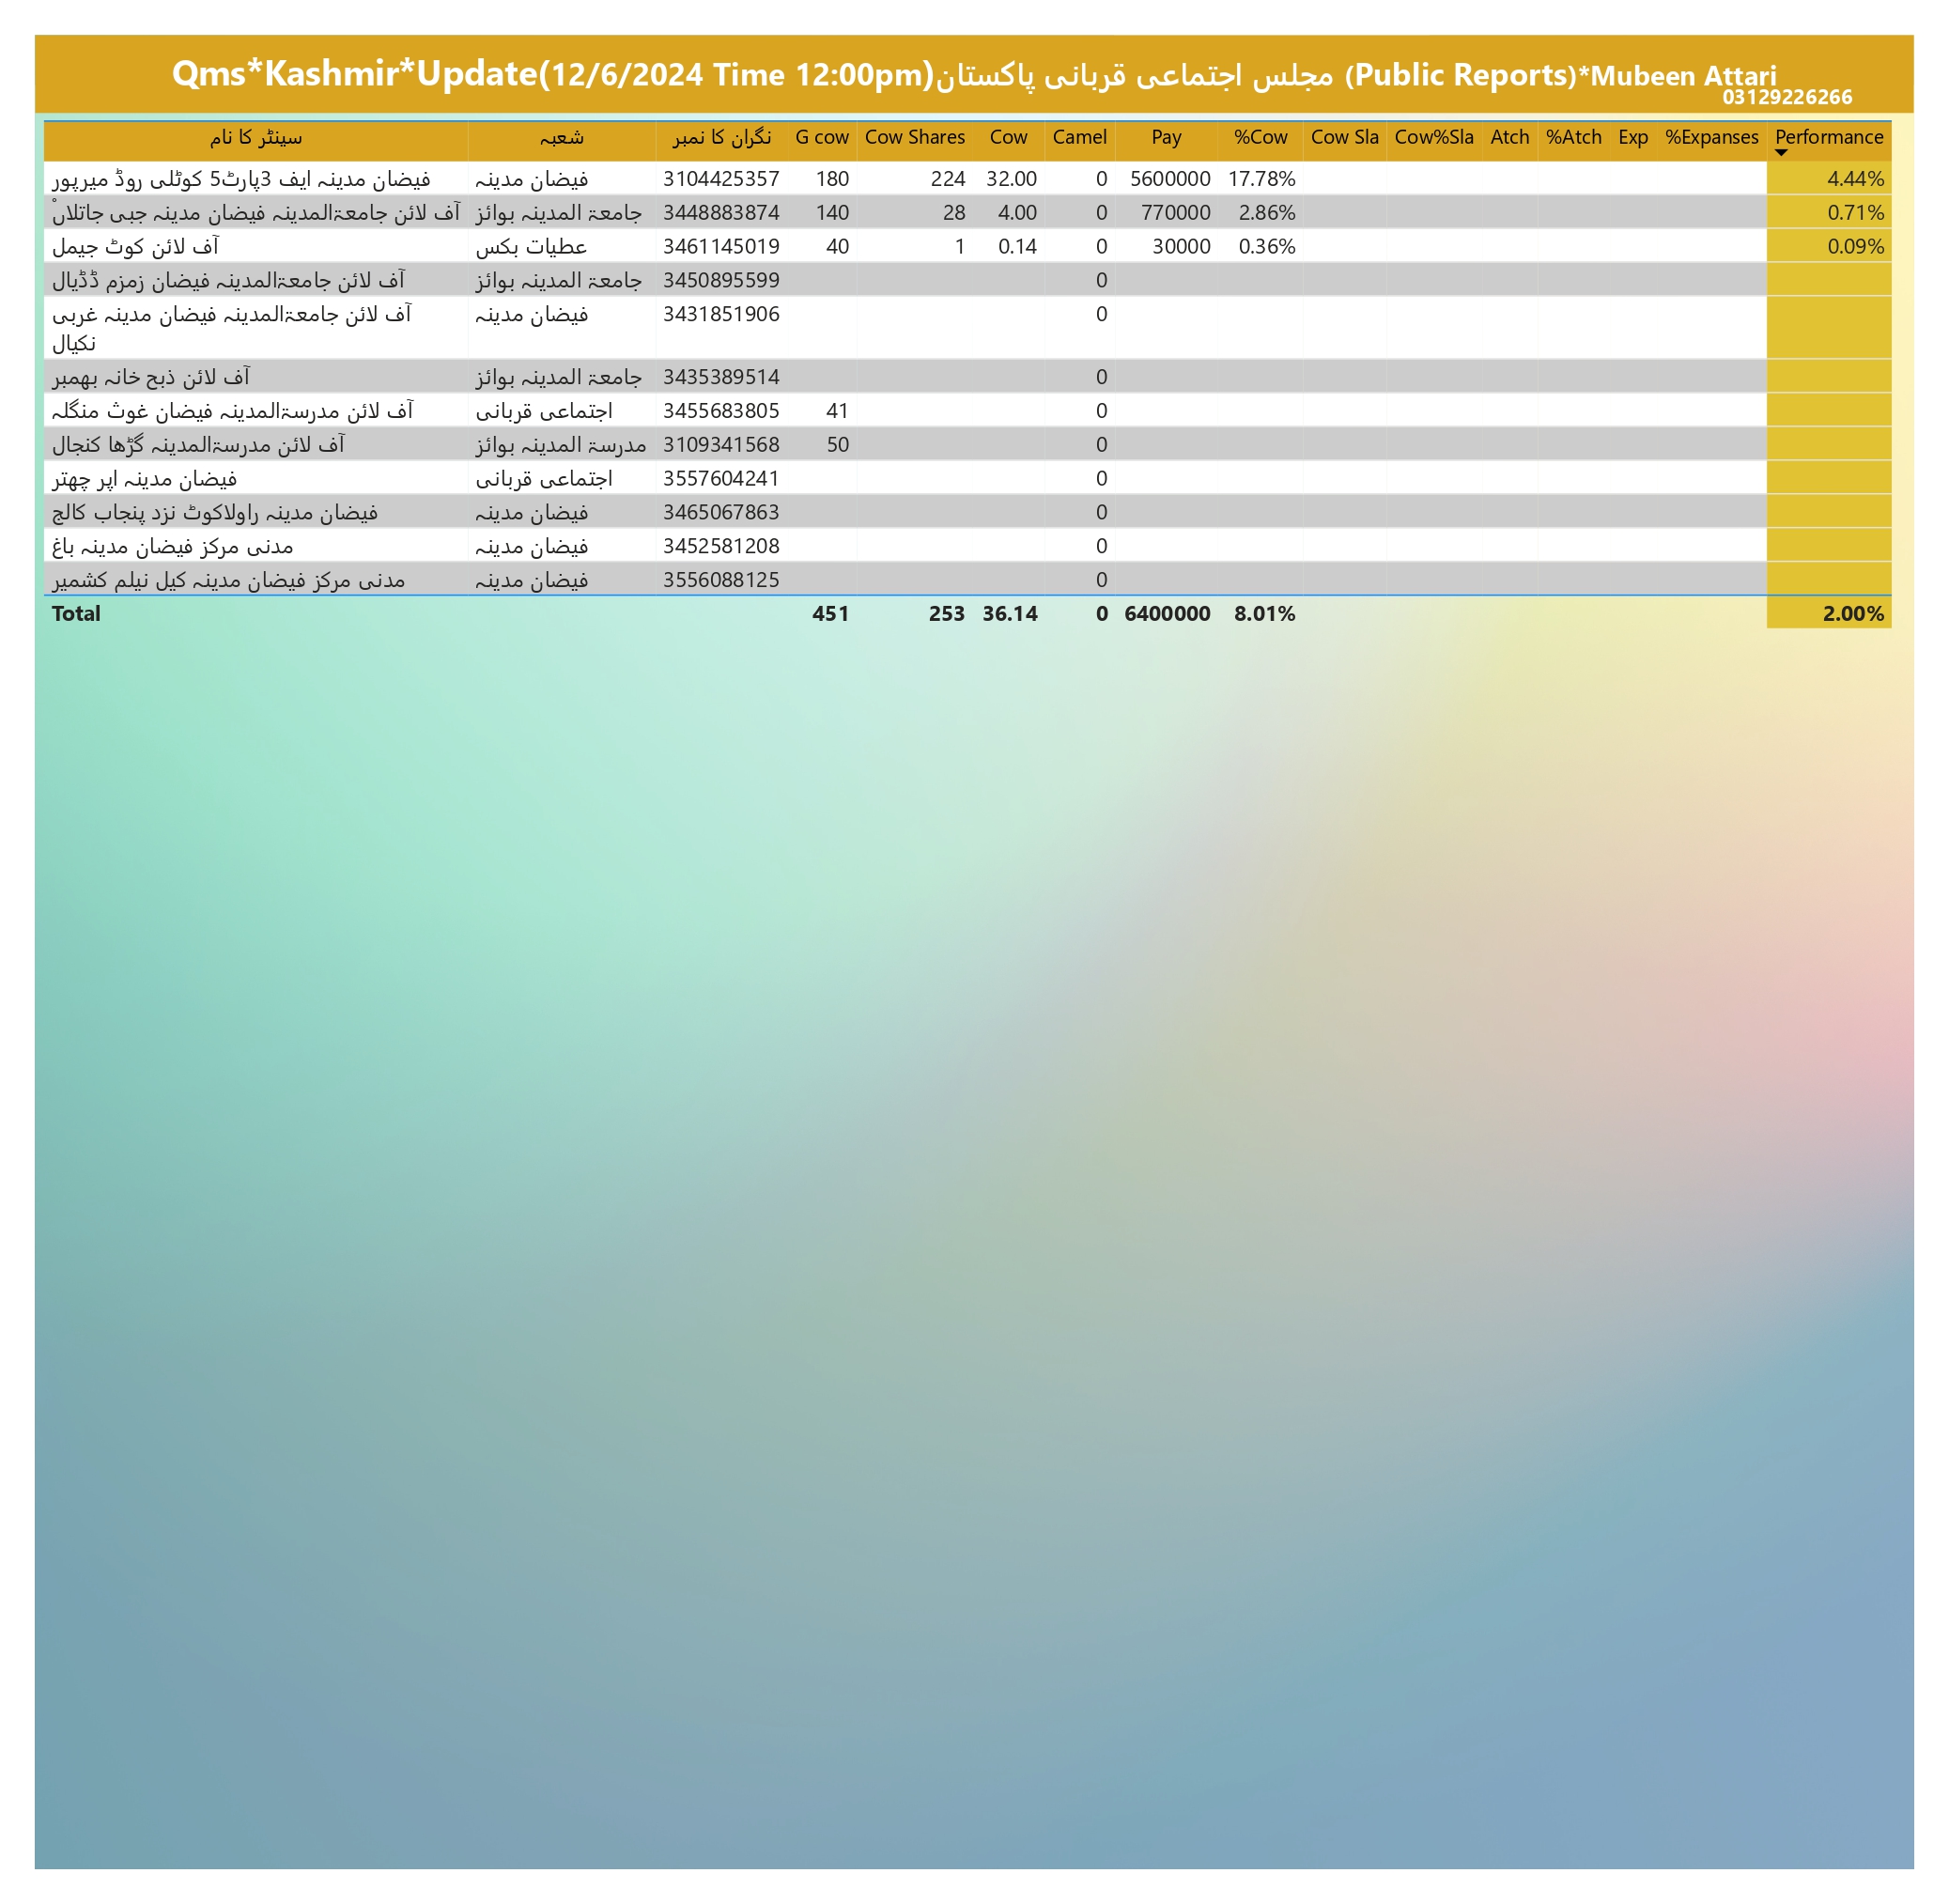 Qms*Kashmir*Update(12/6/2024 Time 12:00pm)مجلس اجتماعی قربانی پاکستان (Public Reports)*Mubeen Attari
03129226266
سینٹر کا نام شعبہ نگران کا نمبر G cow Cow Shares Cow Camel Pay %Cow Cow Sla Cow%Sla Atch %Atch Exp %Expanses Performance
فیضان مدینہ ایف 3پارٹ5 کوٹلی روڈ میرپور فیضان مدینہ 3104425357 180 224 32.00 0 5600000 17.78% 4.44%
آف لائن جامعۃالمدینہ فیضان مدینہ جبی جاتلاںْ جامعۃ المدینہ بوائز 3448883874 140 28 4.00 0 770000 2.86% 0.71%
آف لائن کوٹ جیمل عطیات بکس 3461145019 40 1 0.14 0 30000 0.36% 0.09%
آف لائن جامعۃالمدینہ فیضان زمزم ڈڈیال جامعۃ المدینہ بوائز 3450895599 0
آف لائن جامعۃالمدینہ فیضان مدینہ غربی فیضان مدینہ 3431851906 0
نکیال
آف لائن ذبح خانہ بھمبر جامعۃ المدینہ بوائز 3435389514 0
آف لائن مدرسۃالمدینہ فیضان غوث منگلہ اجتماعی قربانی 3455683805 41 0
آف لائن مدرسۃالمدینہ گڑھا کنجال مدرسۃ المدینہ بوائز 3109341568 50 0
فیضان مدینہ اپر چھتر اجتماعی قربانی 3557604241 0
فیضان مدینہ راولاکوٹ نزد پنجاب کالج فیضان مدینہ 3465067863 0
مدنی مرکز فیضان مدینہ باغ فیضان مدینہ 3452581208 0
مدنی مرکز فیضان مدینہ کیل نیلم کشمیر فیضان مدینہ 3556088125 0
Total 451 253 36.14 0 6400000 8.01% 2.00%